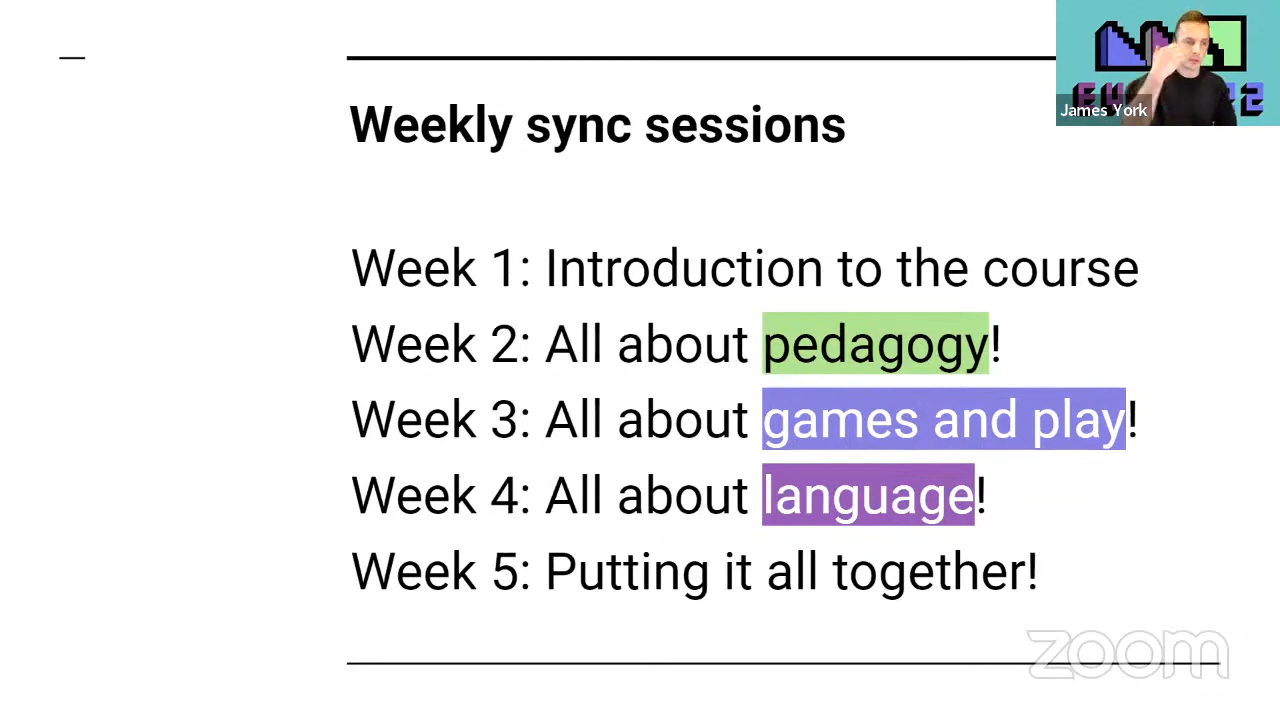 Weekly sync sessions
James York
Week 1: Introduction to the course
Week 2: All about pedagogy!
Week 3: All about games and play!
Week 4: All about language!
Week 5: Putting it all together!
zoom